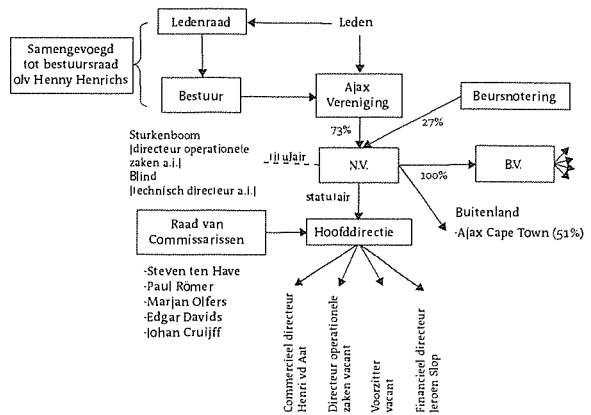 Ledenraad
Leden
Samengevoegd
tot bestuursraad
olv Henny Henrichs
Bestuur
Ajax
Vereniging
Beursnotering
73%
27%
Sturkenboom
|directeur operationele
zaken a.i.|
Blind
|technisch directeur a.i.|
titulair
N.V.
100%
B.V.
statutair
Buitenland
-Ajax Cape Town (51%)
Raad van
Commissarissen
Hoofddirectie
-Steven ten Have
-Paul Römer
-Marjan Olfers
-Edgar Davids
-Johan Cruijff
Commercieel directeur
Henri vd Aat
Directeur operationele
zaken vacant
Voorzitter
vacant
Financieel directeur
Jeroen Slop